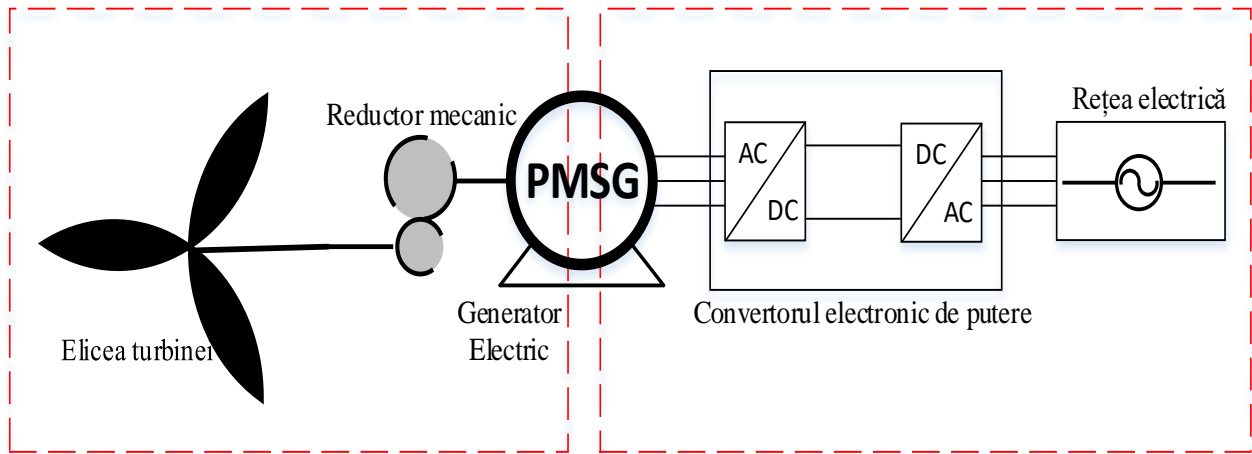 Reductor mecanic
PMSG
AC
DC
DC
AC
Rețea electrică
Generator
Electric
Convertorul electronic de putere
Elicea turbinei